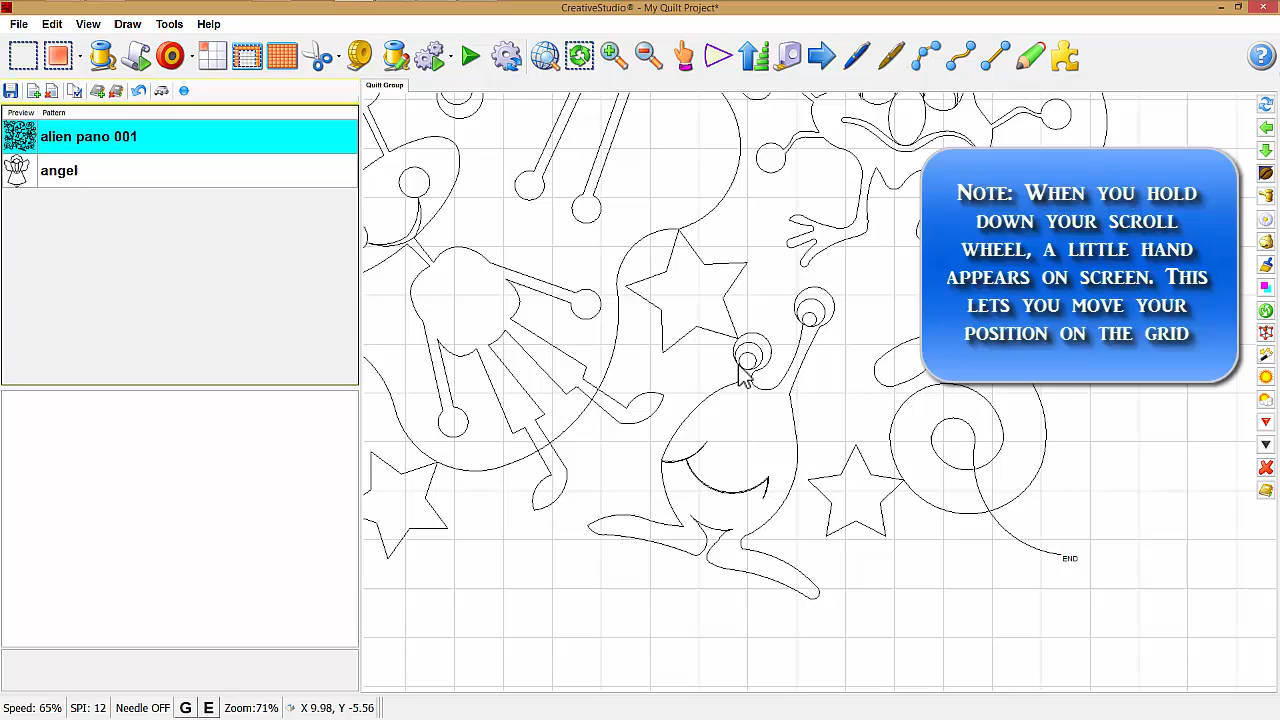 CreativeStudio® - My Quilt Project*
File Edit View Draw Tools Help
Quilt Group
Preview Pattern
alien pano 001
angel
Note: When you hold
down your scroll
wheel, a little hand
appears on screen. This
lets you move your
position on the grid
END
Speed: 65% SPI: 12 Needle OFF G E Zoom:71% X 9.98, Y -5.56